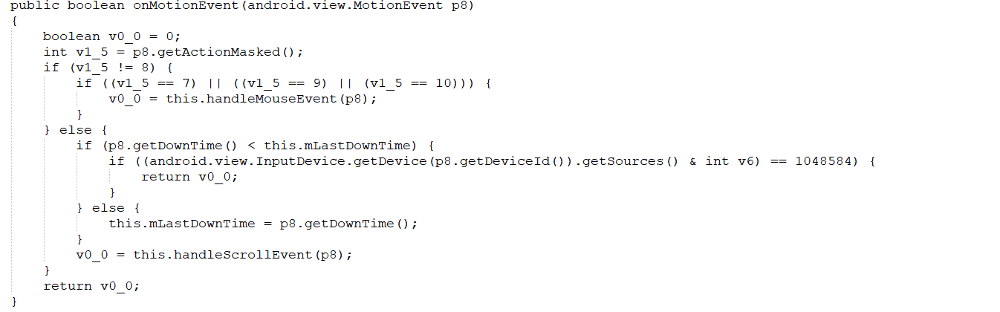 public boolean onMotionEvent(android.view.MotionEvent p8)
{
    boolean v0_0 = 0;
    int v1_5 = p8.getActionMasked();
    if (v1_5 != 8) {
        if ((v1_5 == 7) || ((v1_5 == 9) || (v1_5 == 10))) {
            v0_0 = this.handleMouseEvent(p8);
        }
    } else {
        if (p8.getDownTime() < this.mLastDownTime) {
            if ((android.view.InputDevice.getDevice(p8.getDeviceId()).getSources() & int v6) == 1048584) {
                return v0_0;
            }
        } else {
            this.mLastDownTime = p8.getDownTime();
        }
        v0_0 = this.handleScrollEvent(p8);
    }
    return v0_0;
}